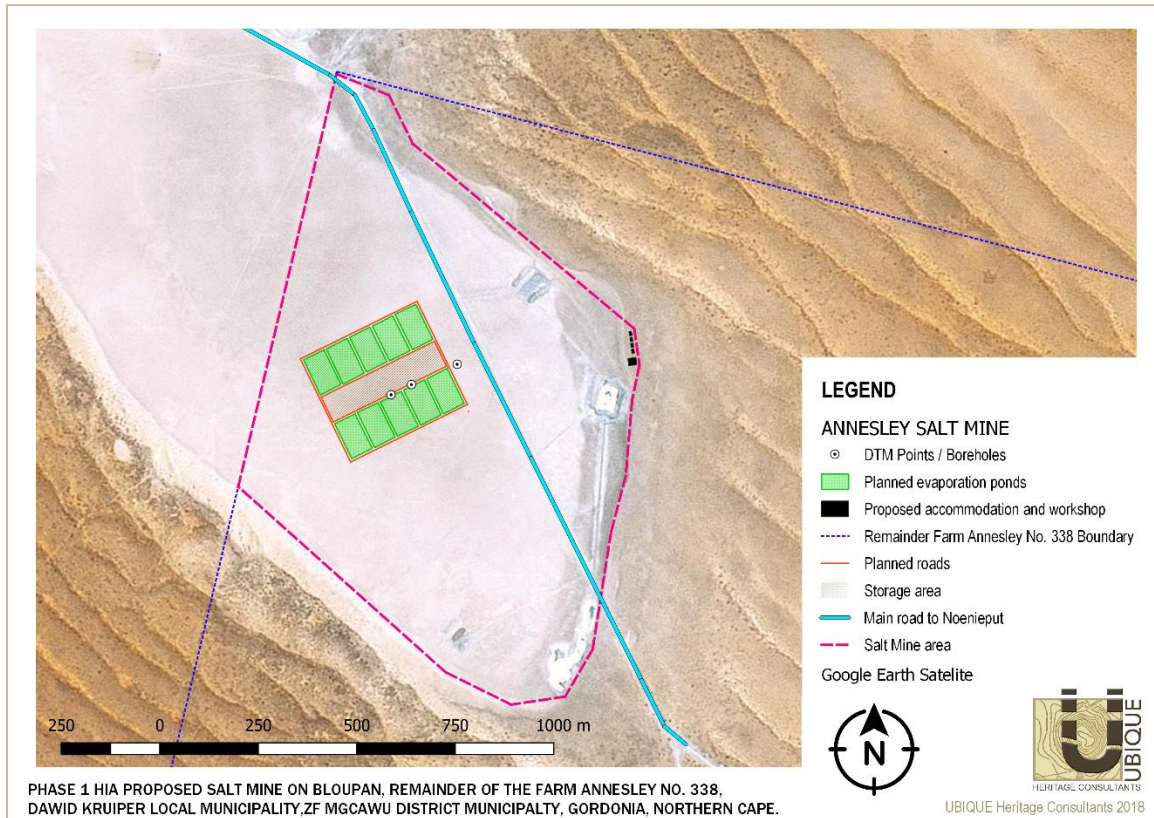 LEGEND
ANNESLEY SALT MINE
DTM Points / Boreholes
Planned evaporation ponds
Proposed accommodation and workshop
Remainder Farm Annesley No. 338 Boundary
Planned roads
Storage area
Main road to Noenieput
Salt Mine area
Google Earth Satelite
N
UBIQUE
HERITAGE CONSULTANTS
250 0 250 500 750 1000 m
PHASE 1 HIA PROPOSED SALT MINE ON BLOUPAN, REMAINDER OF THE FARM ANNESLEY NO. 338,
DAWID KRUIPER LOCAL MUNICIPALITY,ZF MGCAWU DISTRICT MUNICIPALTY, GORDONIA, NORTHERN CAPE.
UBIQUE Heritage Consultants 2018